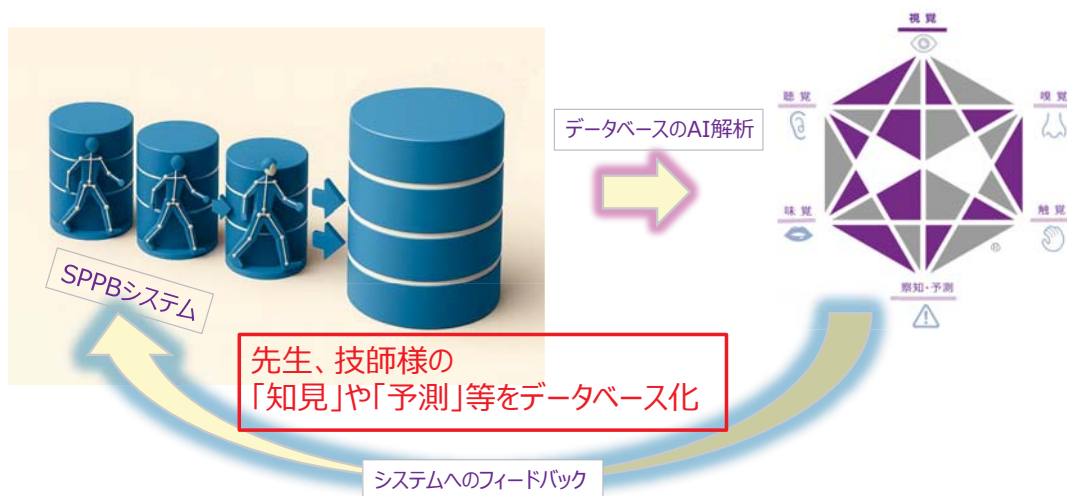 視覚
聴覚
嗅覚
データベースのAI解析
味覚
触覚
®
察知・予測
SPPBシステム
先生、技師様の
「知見」や「予測」等をデータベース化
システムへのフィードバック